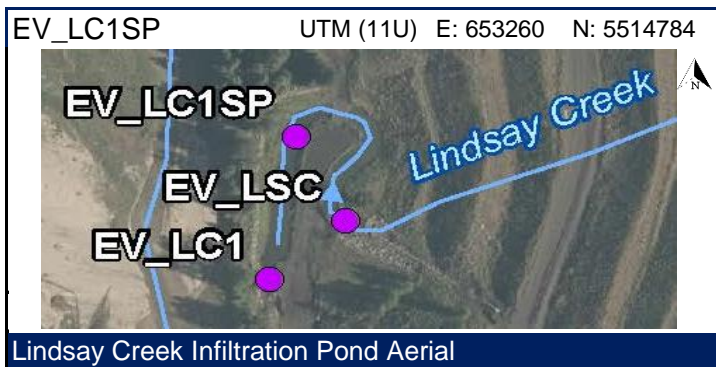 EV_LC1SP UTM (11U) E: 653260 N: 5514784
N
EV_LC1SP
Lindsay Creek
EV_LSC
EV_LC1
Lindsay Creek Infiltration Pond Aerial